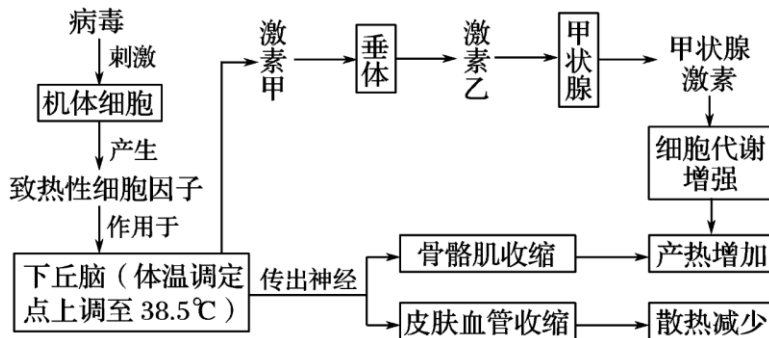 病毒
刺激
机体细胞
产生
致热性细胞因子
作用于
下丘脑（体温调定
点上调至 38.5℃）
激素甲
垂体
激素乙
甲状腺
甲状腺
激素
细胞代谢
增强
传出神经
骨骼肌收缩
产热增加
皮肤血管收缩
散热减少